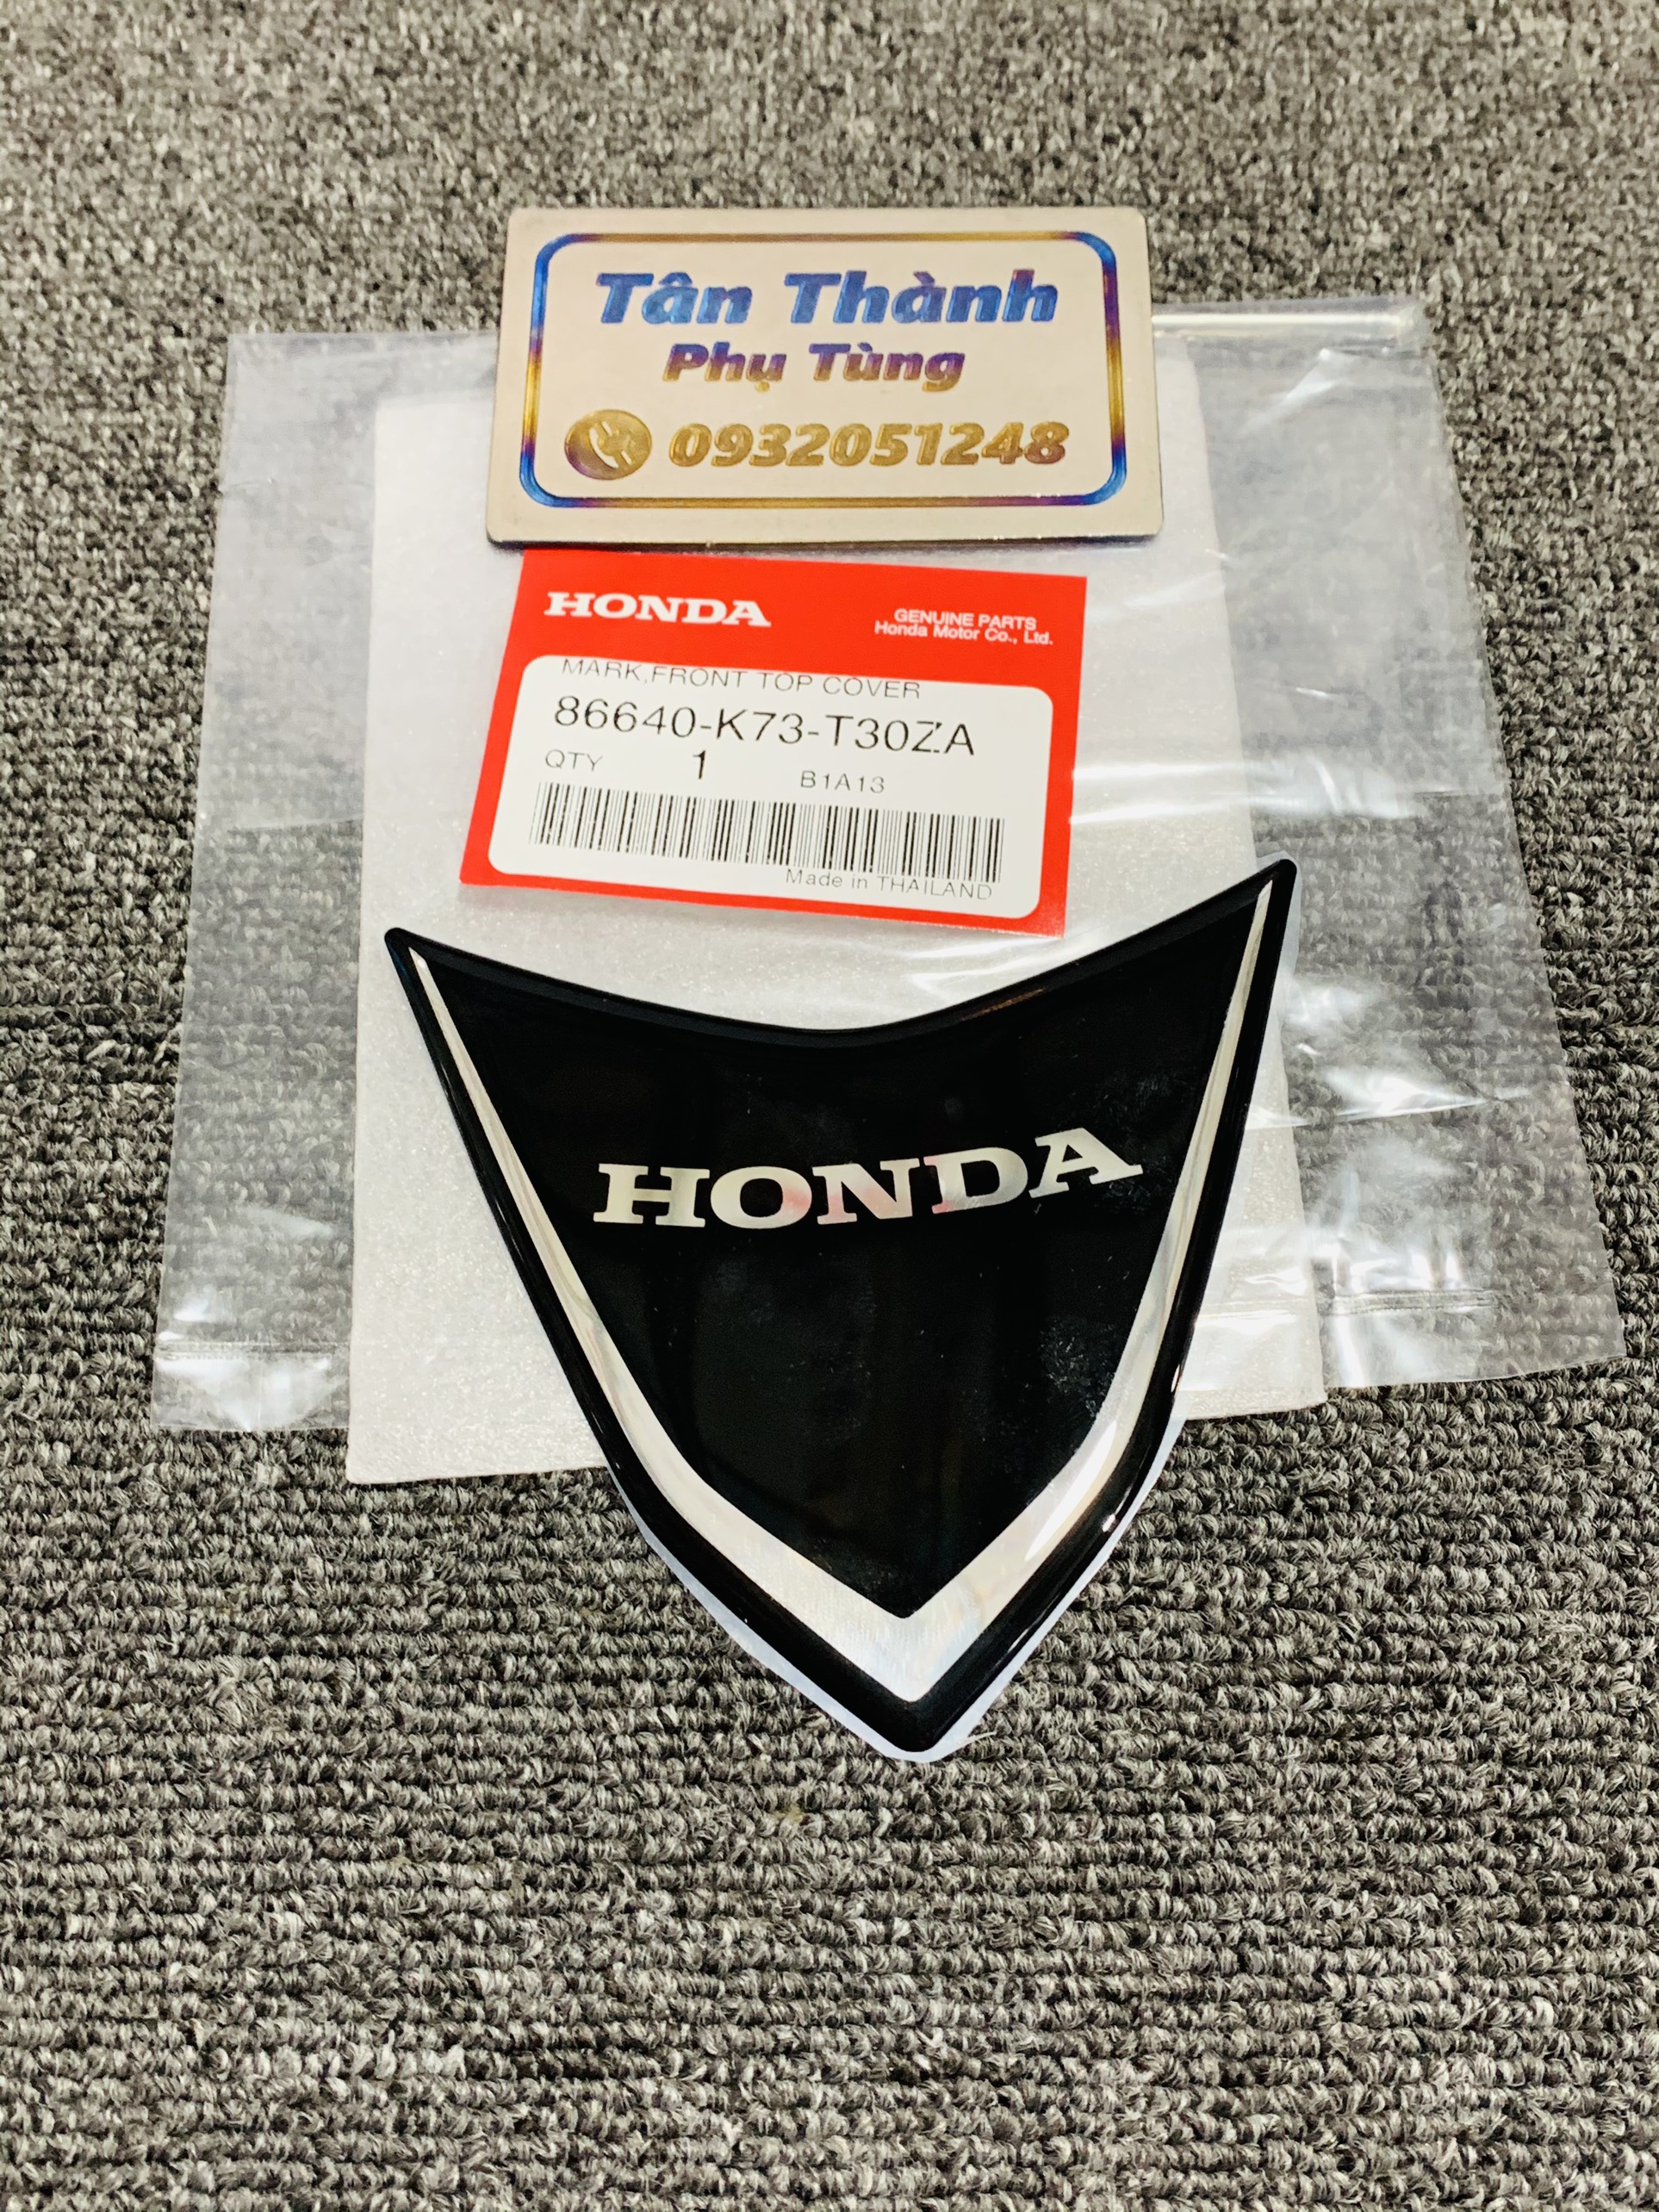 Tân Thành
Phụ Tùng
0932051248
HONDA
GENUINE PARTS
Honda Motor Co., Ltd.
MARK,FRONT TOP COVER
86640-K73-T30ZA
QTY 1 B1A13
Made in THAILAND
HONDA